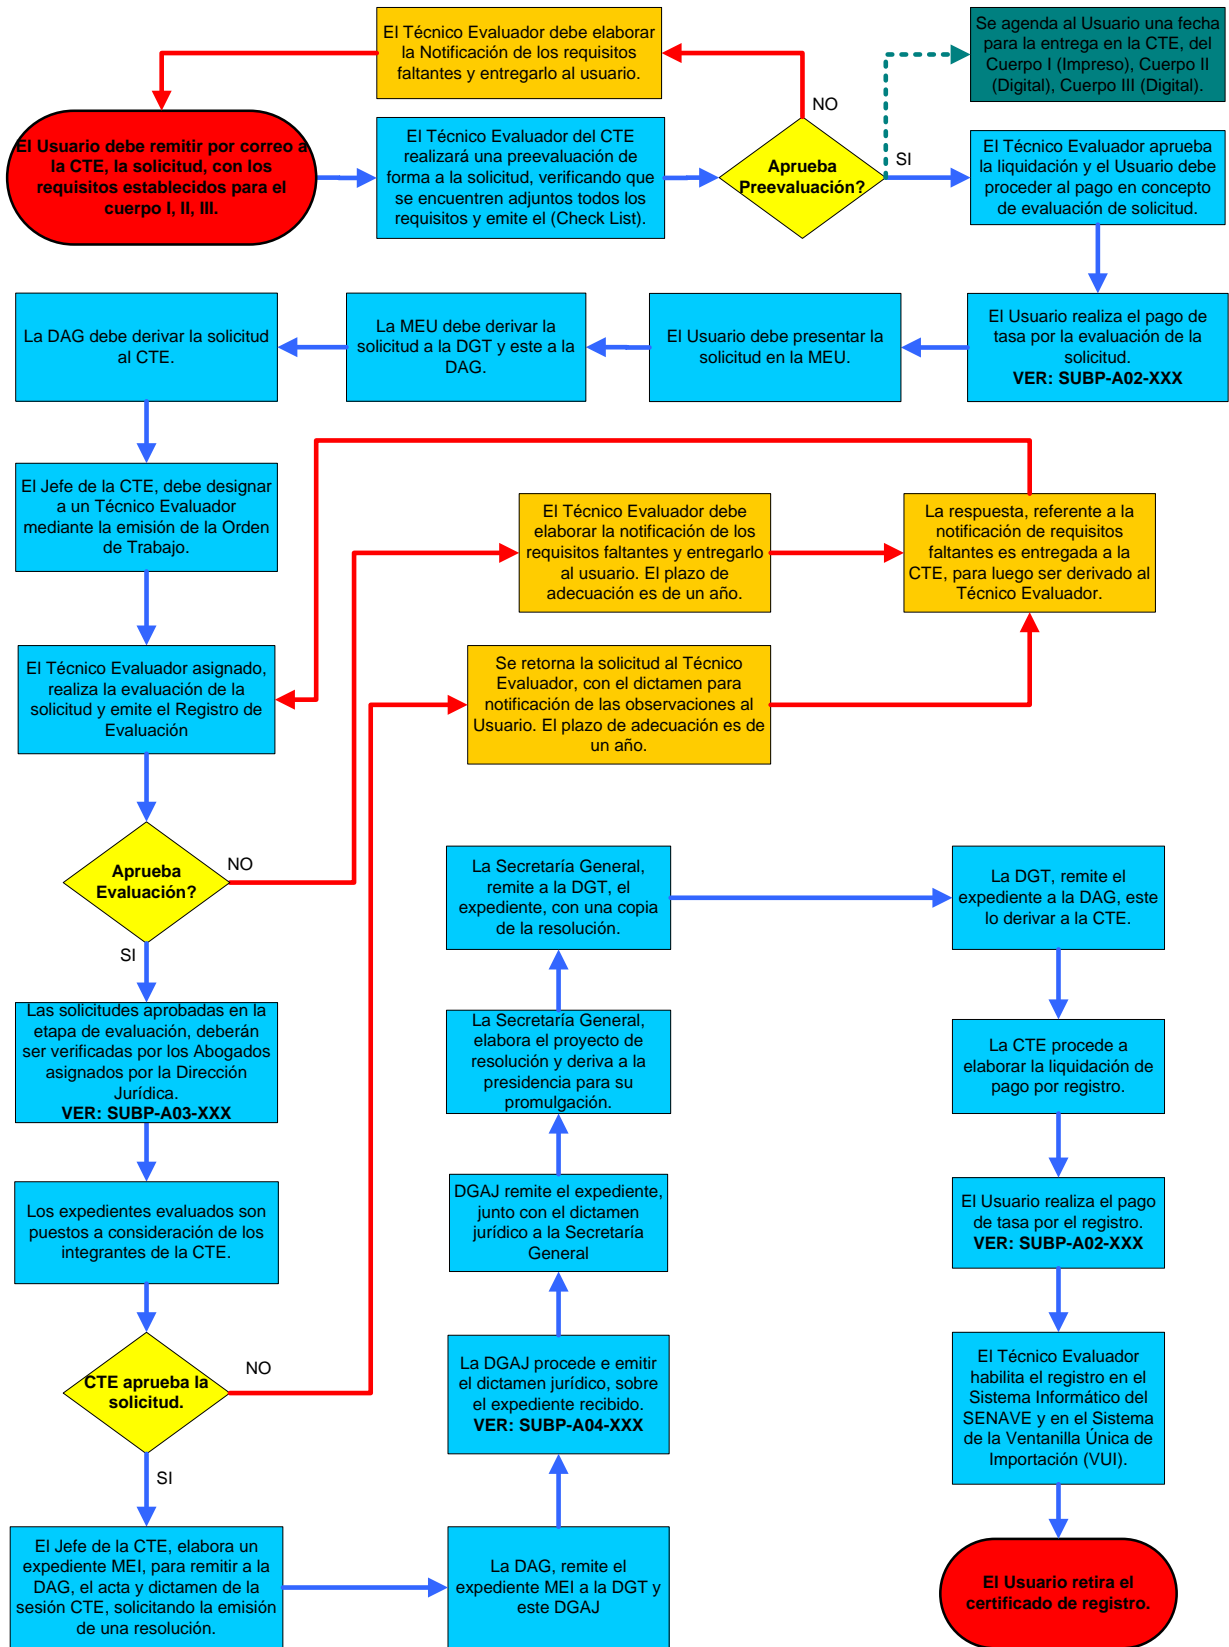 El Técnico Evaluador debe elaborar
la Notificación de los requisitos
faltantes y entregarlo al usuario.
Se agenda al Usuario una fecha
para la entrega en la CTE, del
Cuerpo I (Impreso), Cuerpo II
(Digital), Cuerpo III (Digital).
NO
El Usuario debe remitir por correo a
la CTE, la solicitud, con los
requisitos establecidos para el
cuerpo I, II, III.
El Técnico Evaluador del CTE
realizará una preevaluación de
forma a la solicitud, verificando que
se encuentren adjuntos todos los
requisitos y emite el (Check List).
Aprueba
Preevaluación?
SI
El Técnico Evaluador aprueba
la liquidación y el Usuario debe
proceder al pago en concepto
de evaluación de solicitud.
El Usuario realiza el pago de
tasa por la evaluación de la
solicitud.
VER: SUBP-A02-XXX
El Usuario debe presentar la
solicitud en la MEU.
La MEU debe derivar la
solicitud a la DGT y este a la
DAG.
La DAG debe derivar la solicitud
al CTE.
El Jefe de la CTE, debe designar
a un Técnico Evaluador
mediante la emisión de la Orden
de Trabajo.
El Técnico Evaluador debe
elaborar la notificación de los
requisitos faltantes y entregarlo
al usuario. El plazo de
adecuación es de un año.
La respuesta, referente a la
notificación de requisitos
faltantes es entregada a la
CTE, para luego ser derivado al
Técnico Evaluador.
El Técnico Evaluador asignado,
realiza la evaluación de la
solicitud y emite el Registro de
Evaluación
Se retorna la solicitud al Técnico
Evaluador, con el dictamen para
notificación de las observaciones al
Usuario. El plazo de adecuación es de
un año.
Aprueba
Evaluación?
NO
SI
Las solicitudes aprobadas en la
etapa de evaluación, deberán
ser verificadas por los Abogados
asignados por la Dirección
Jurídica.
VER: SUBP-A03-XXX
Los expedientes evaluados son
puestos a consideración de los
integrantes de la CTE.
CTE aprueba la
solicitud.
NO
SI
El Jefe de la CTE, elabora un
expediente MEI, para remitir a la
DAG, el acta y dictamen de la
sesión CTE, solicitando la emisión
de una resolución.
La DAG, remite el
expediente MEI a la DGT y
este DGAJ
La DGAJ procede e emitir
el dictamen jurídico, sobre
el expediente recibido.
VER: SUBP-A04-XXX
DGAJ remite el expediente,
junto con el dictamen
jurídico a la Secretaría
General
La Secretaría General,
elabora el proyecto de
resolución y deriva a la
presidencia para su
promulgación.
La Secretaría General,
remite a la DGT, el
expediente, con una copia
de la resolución.
La DGT, remite el
expediente a la DAG, este
lo derivar a la CTE.
La CTE procede a
elaborar la liquidación de
pago por registro.
El Usuario realiza el pago
de tasa por el registro.
VER: SUBP-A02-XXX
El Técnico Evaluador
habilita el registro en el
Sistema Informático del
SENAVE y en el Sistema
de la Ventanilla Única de
Importación (VUI).
El Usuario retira el
certificado de registro.